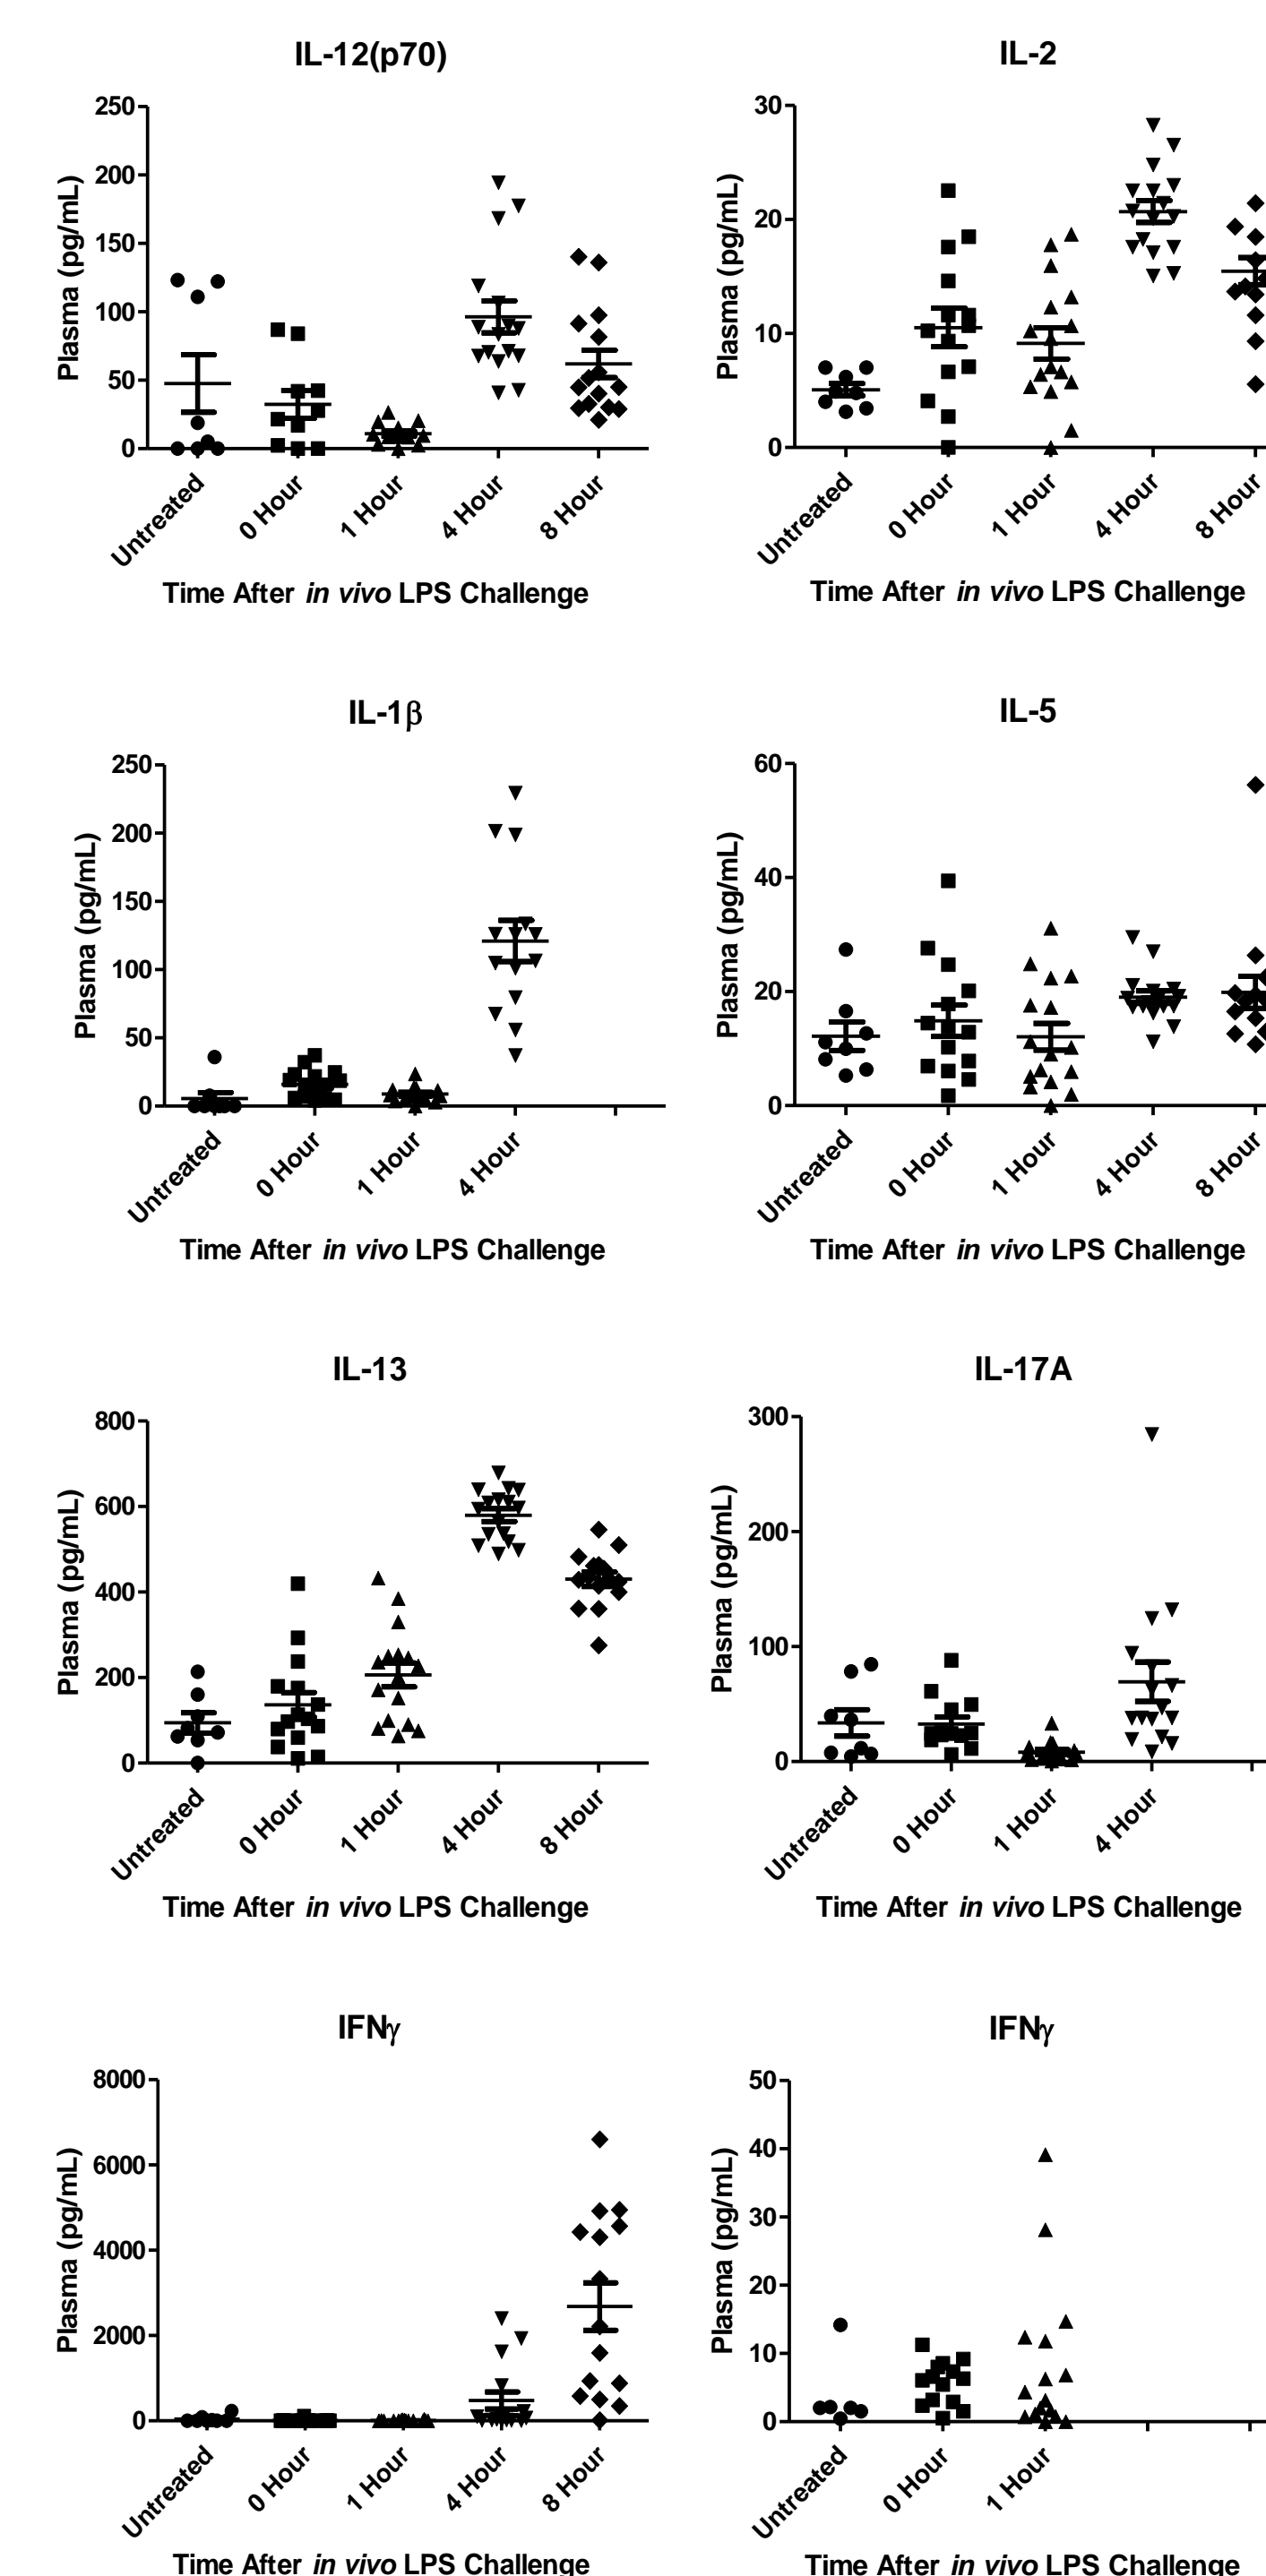 IL-12(p70)
250
200
150
100
50
0
Plasma (pg/mL)
Untreated
0 Hour
1 Hour
4 Hour
8 Hour
Time After in vivo LPS Challenge
IL-2
30
20
10
0
Plasma (pg/mL)
Untreated
0 Hour
1 Hour
4 Hour
8 Hour
Time After in vivo LPS Challenge
IL-1β
250
200
150
100
50
0
Plasma (pg/mL)
Untreated
0 Hour
1 Hour
4 Hour
Time After in vivo LPS Challenge
IL-5
60
40
20
0
Plasma (pg/mL)
Untreated
0 Hour
1 Hour
4 Hour
8 Hour
Time After in vivo LPS Challenge
IL-13
800
600
400
200
0
Plasma (pg/mL)
Untreated
0 Hour
1 Hour
4 Hour
8 Hour
Time After in vivo LPS Challenge
IL-17A
300
200
100
0
Plasma (pg/mL)
Untreated
0 Hour
1 Hour
4 Hour
Time After in vivo LPS Challenge
IFNγ
8000
6000
4000
2000
0
Plasma (pg/mL)
Untreated
0 Hour
1 Hour
4 Hour
8 Hour
Time After in vivo LPS Challenge
IFNγ
50
40
30
20
10
0
Plasma (pg/mL)
Untreated
0 Hour
1 Hour
Time After in vivo LPS Challenge